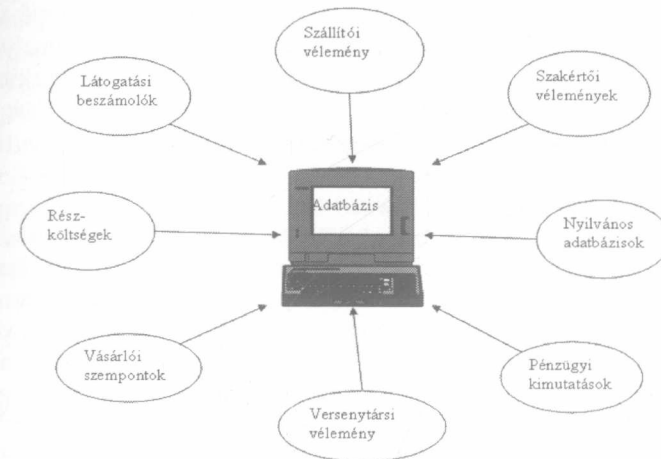 Szállítói
vélemény
Látogatási
beszámolók
Szakértői
vélemények
Adatbázis
Rész-
költségek
Nyilvános
adatbázisok
Vásárlói
szempontok
Pénzügyi
kimutatások
Versenytársi
vélemény